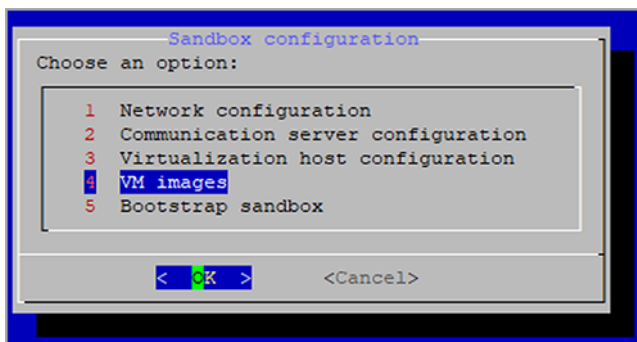 Sandbox configuration
Choose an option:
1 Network configuration
2 Communication server configuration
3 Virtualization host configuration
4 VM images
5 Bootstrap sandbox
< OK > <Cancel>